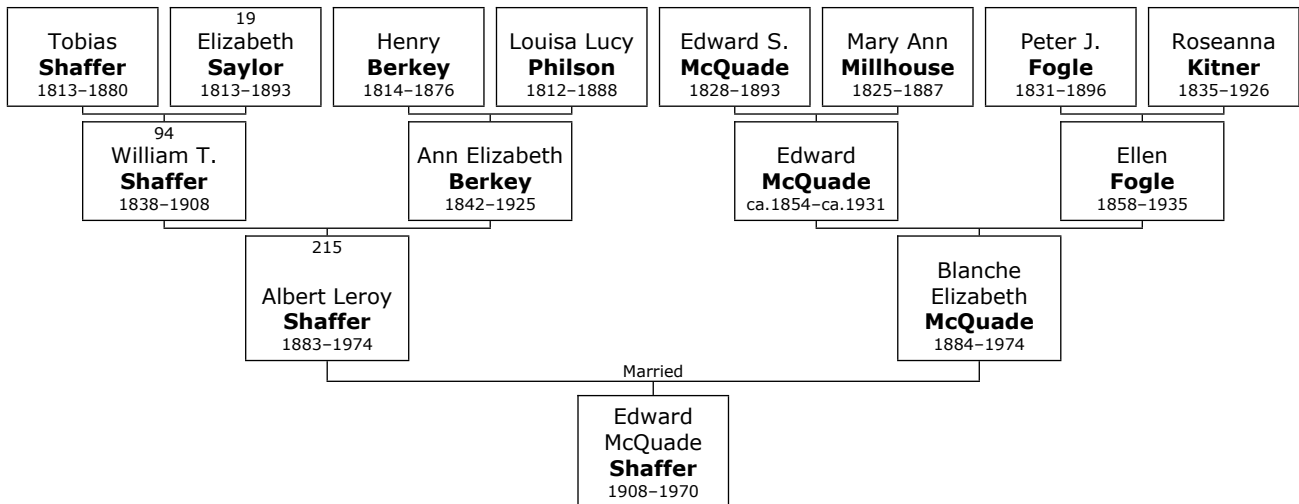 Tobias
Shaffer
1813–1880
19
Elizabeth
Saylor
1813–1893
Henry
Berkey
1814–1876
Louisa Lucy
Philson
1812–1888
Edward S.
McQuade
1828–1893
Mary Ann
Millhouse
1825–1887
Peter J.
Fogle
1831–1896
Roseanna
Kitner
1835–1926
94
William T.
Shaffer
1838–1908
Ann Elizabeth
Berkey
1842–1925
Edward
McQuade
ca.1854–ca.1931
Ellen
Fogle
1858–1935
215
Albert Leroy
Shaffer
1883–1974
Blanche
Elizabeth
McQuade
1884–1974
Married
Edward
McQuade
Shaffer
1908–1970